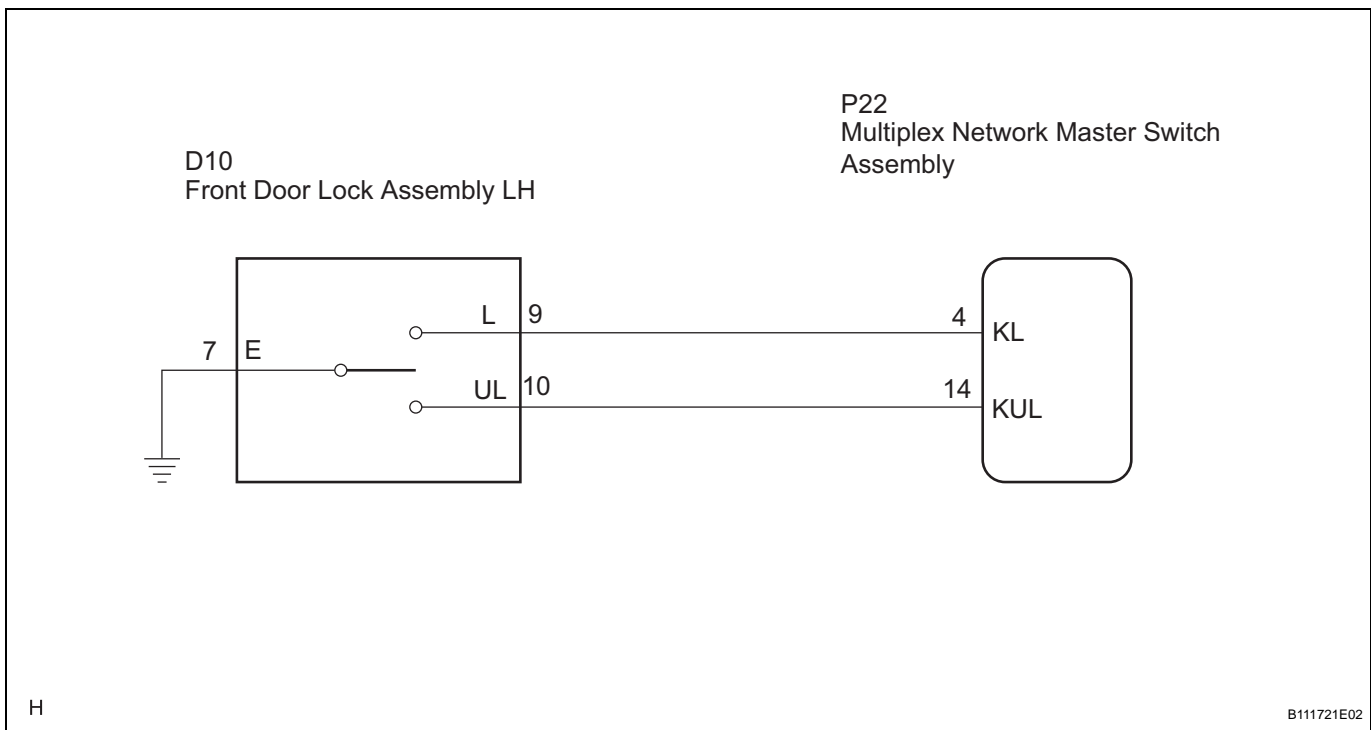 P22
Multiplex Network Master Switch
Assembly
D10
Front Door Lock Assembly LH
L 9 4 KL
7 E
UL 10 14 KUL
H
B111721E02